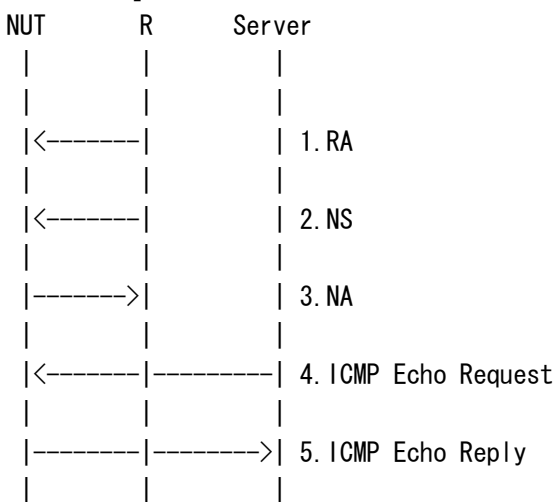 NUT R Server
1.RA
2.NS
3.NA
4.ICMP Echo Request
5.ICMP Echo Reply